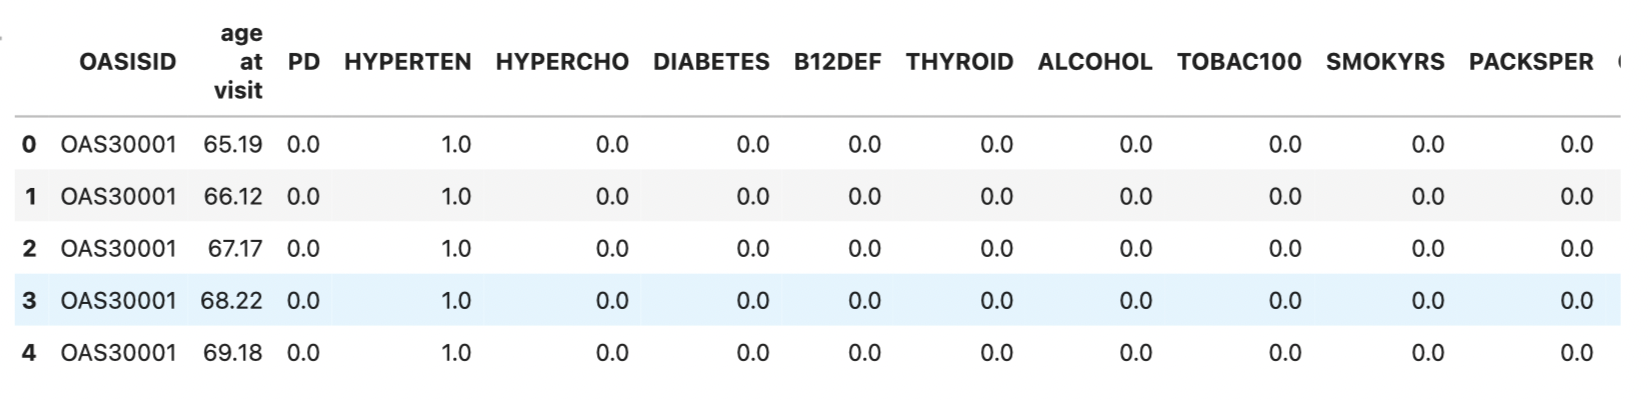 OASISID age at visit PD HYPERTEN HYPERCHO DIABETES B12DEF THYROID ALCOHOL TOBAC100 SMOKYRS PACKSPER
0 OAS30001 65.19 0.0 1.0 0.0 0.0 0.0 0.0 0.0 0.0 0.0 0.0
1 OAS30001 66.12 0.0 1.0 0.0 0.0 0.0 0.0 0.0 0.0 0.0 0.0
2 OAS30001 67.17 0.0 1.0 0.0 0.0 0.0 0.0 0.0 0.0 0.0 0.0
3 OAS30001 68.22 0.0 1.0 0.0 0.0 0.0 0.0 0.0 0.0 0.0 0.0
4 OAS30001 69.18 0.0 1.0 0.0 0.0 0.0 0.0 0.0 0.0 0.0 0.0